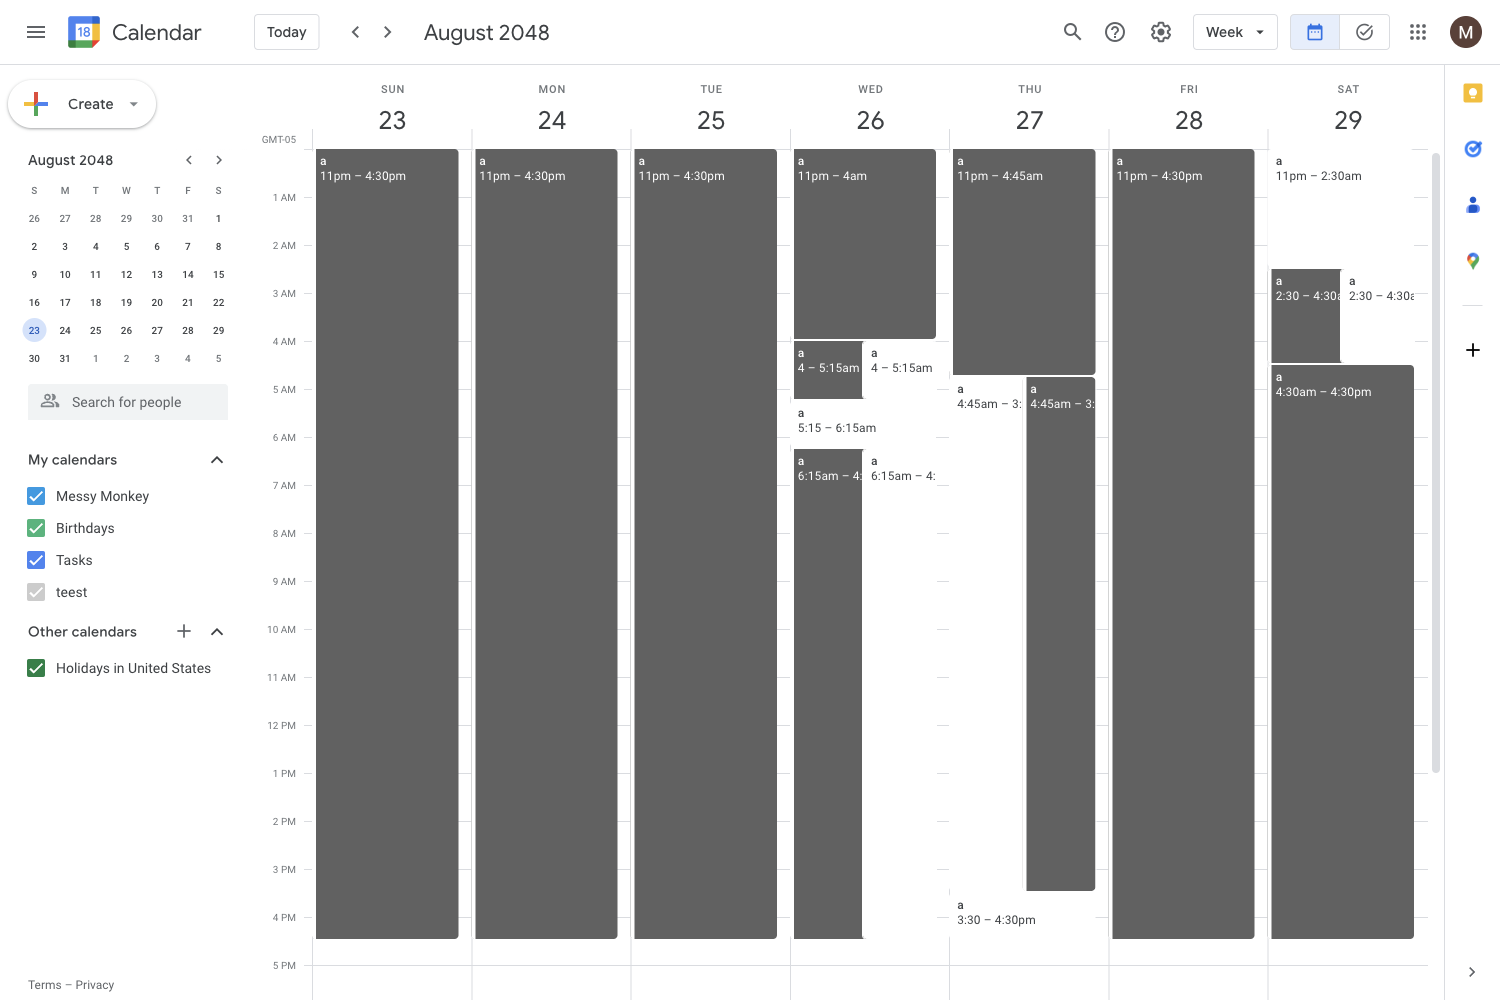 18 Calendar
Today
August 2048
Week
M
Create
August 2048
S M T W T F S
26 27 28 29 30 31 1
2 3 4 5 6 7 8
9 10 11 12 13 14 15
16 17 18 19 20 21 22
23 24 25 26 27 28 29
30 31 1 2 3 4 5
Search for people
My calendars
Messy Monkey
Birthdays
Tasks
teest
Other calendars
Holidays in United States
Terms – Privacy
SUN MON TUE WED THU FRI SAT
23 24 25 26 27 28 29
GMT-05
1 AM
2 AM
3 AM
4 AM
5 AM
6 AM
7 AM
8 AM
9 AM
10 AM
11 AM
12 PM
1 PM
2 PM
3 PM
4 PM
5 PM
a
11pm – 4:30pm
a
11pm – 4:30pm
a
11pm – 4:30pm
a
11pm – 4am
a
4 – 5:15am
a
4 – 5:15am
a
5:15 – 6:15am
a
6:15am – 4:
a
6:15am – 4:
a
11pm – 4:45am
a
4:45am – 3:
a
4:45am – 3:
a
3:30 – 4:30pm
a
11pm – 4:30pm
a
11pm – 2:30am
a
2:30 – 4:30a
a
2:30 – 4:30a
a
4:30am – 4:30pm